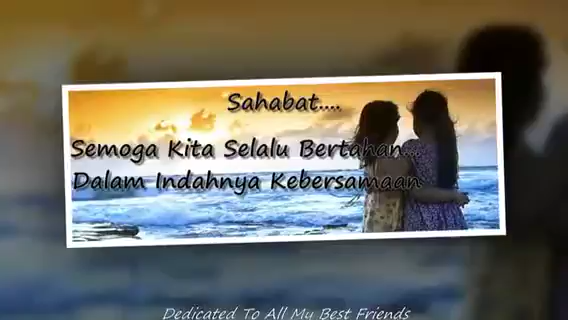 Sahabat....
Semoga Kita Selalu Bertahan...
Dalam Indahnya Kebersamaan
Dedicated To All My Best Friends